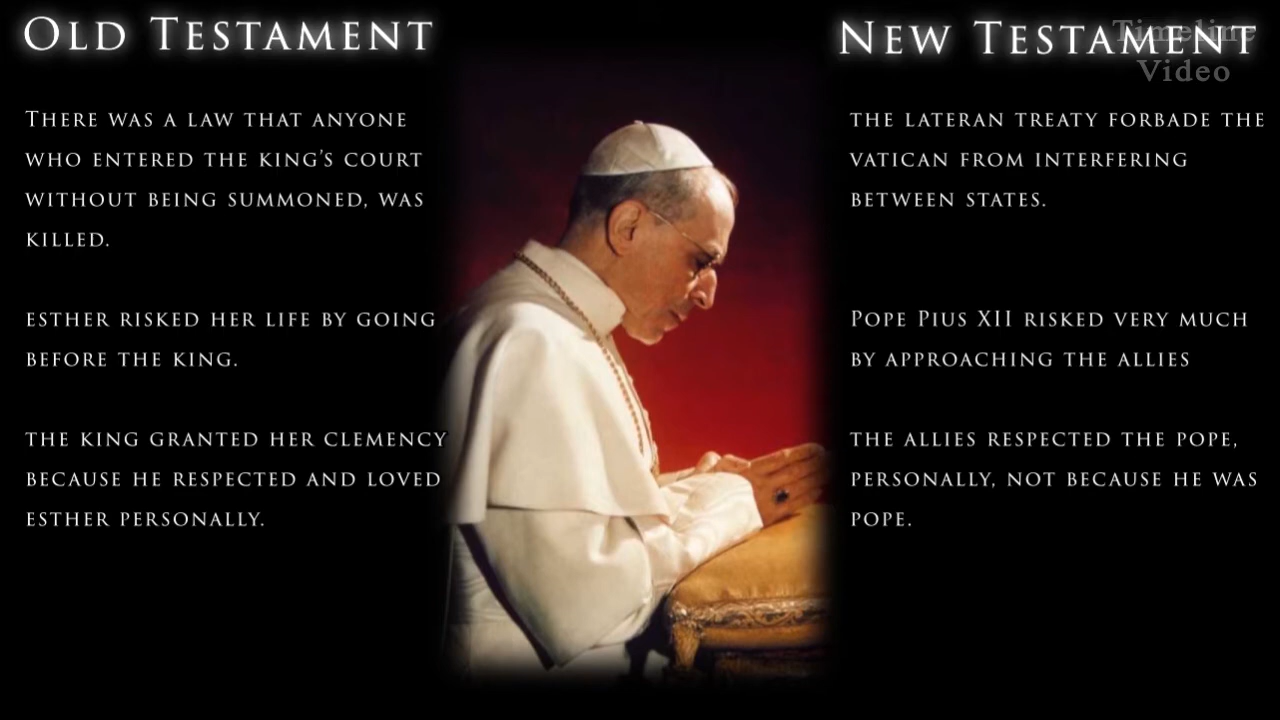 Old Testament
There was a law that anyone
who entered the king's court
without being summoned, was
killed.
esther risked her life by going
before the king.
the king granted her clemency
because he respected and loved
esther personally.
New Testament
Timeline
Video
the lateran treaty forbade the
vatican from interfering
between states.
Pope Pius XII risked very much
by approaching the allies
the allies respected the pope,
personally, not because he was
pope.